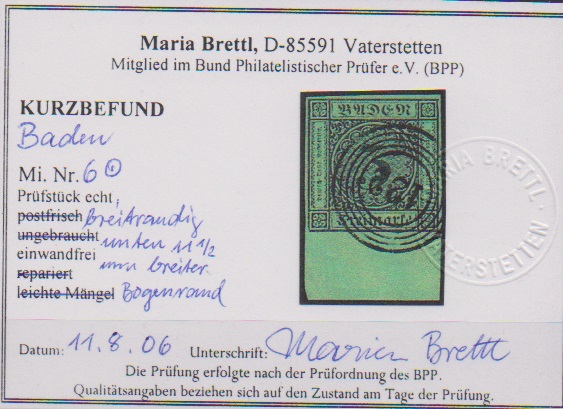 Maria Brettl, D-85591 Vaterstetten
Mitglied im Bund Philatelistischer Prüfer e.V. (BPP)
KURZBEFUND
Baden
Mi. Nr. 6
Prüfstück echt,
postfrisch breitrandig
ungebraucht unten 11 1/2
einwandfrei mm breiter
repariert
leichte Mängel Bogenrand
BADEN
Freimarke
MARIA BRETTL
VATERSTETTEN
Datum: 11.8.06 Unterschrift: Maria Brettl
Die Prüfung erfolgte nach der Prüfordnung des BPP.
Qualitätsangaben beziehen sich auf den Zustand am Tage der Prüfung.